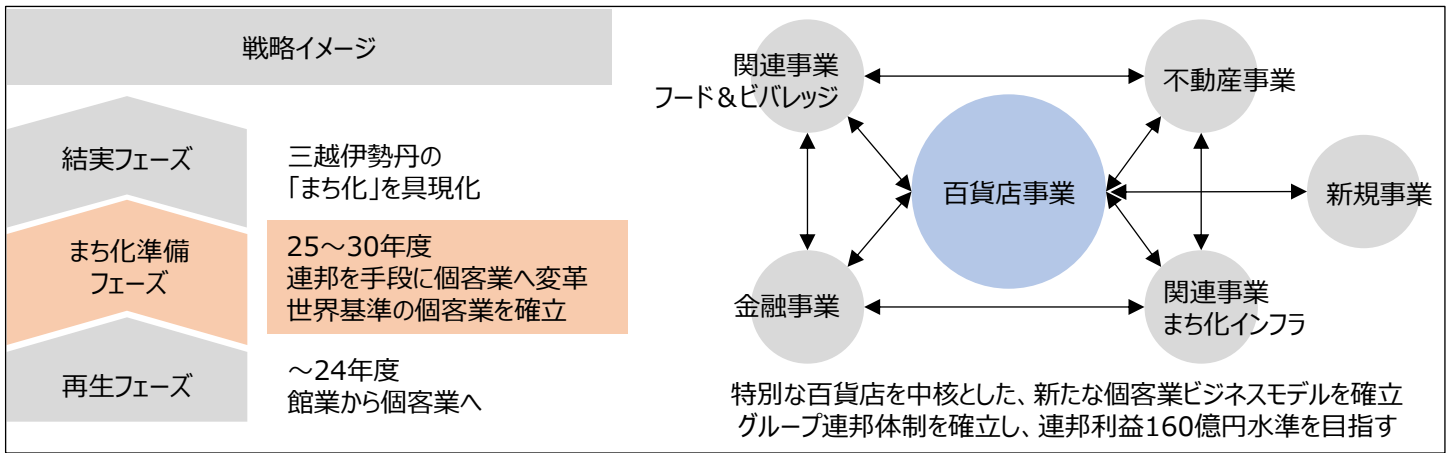 戦略イメージ
結実フェーズ
三越伊勢丹の
「まち化」を具現化
まち化準備
フェーズ
25～30年度
連邦を手段に個客業へ変革
世界基準の個客業を確立
再生フェーズ
～24年度
館業から個客業へ
関連事業
フード＆ビバレッジ
不動産事業
百貨店事業
新規事業
金融事業
関連事業
まち化インフラ
特別な百貨店を中核とした、新たな個客業ビジネスモデルを確立
グループ連邦体制を確立し、連邦利益160億円水準を目指す